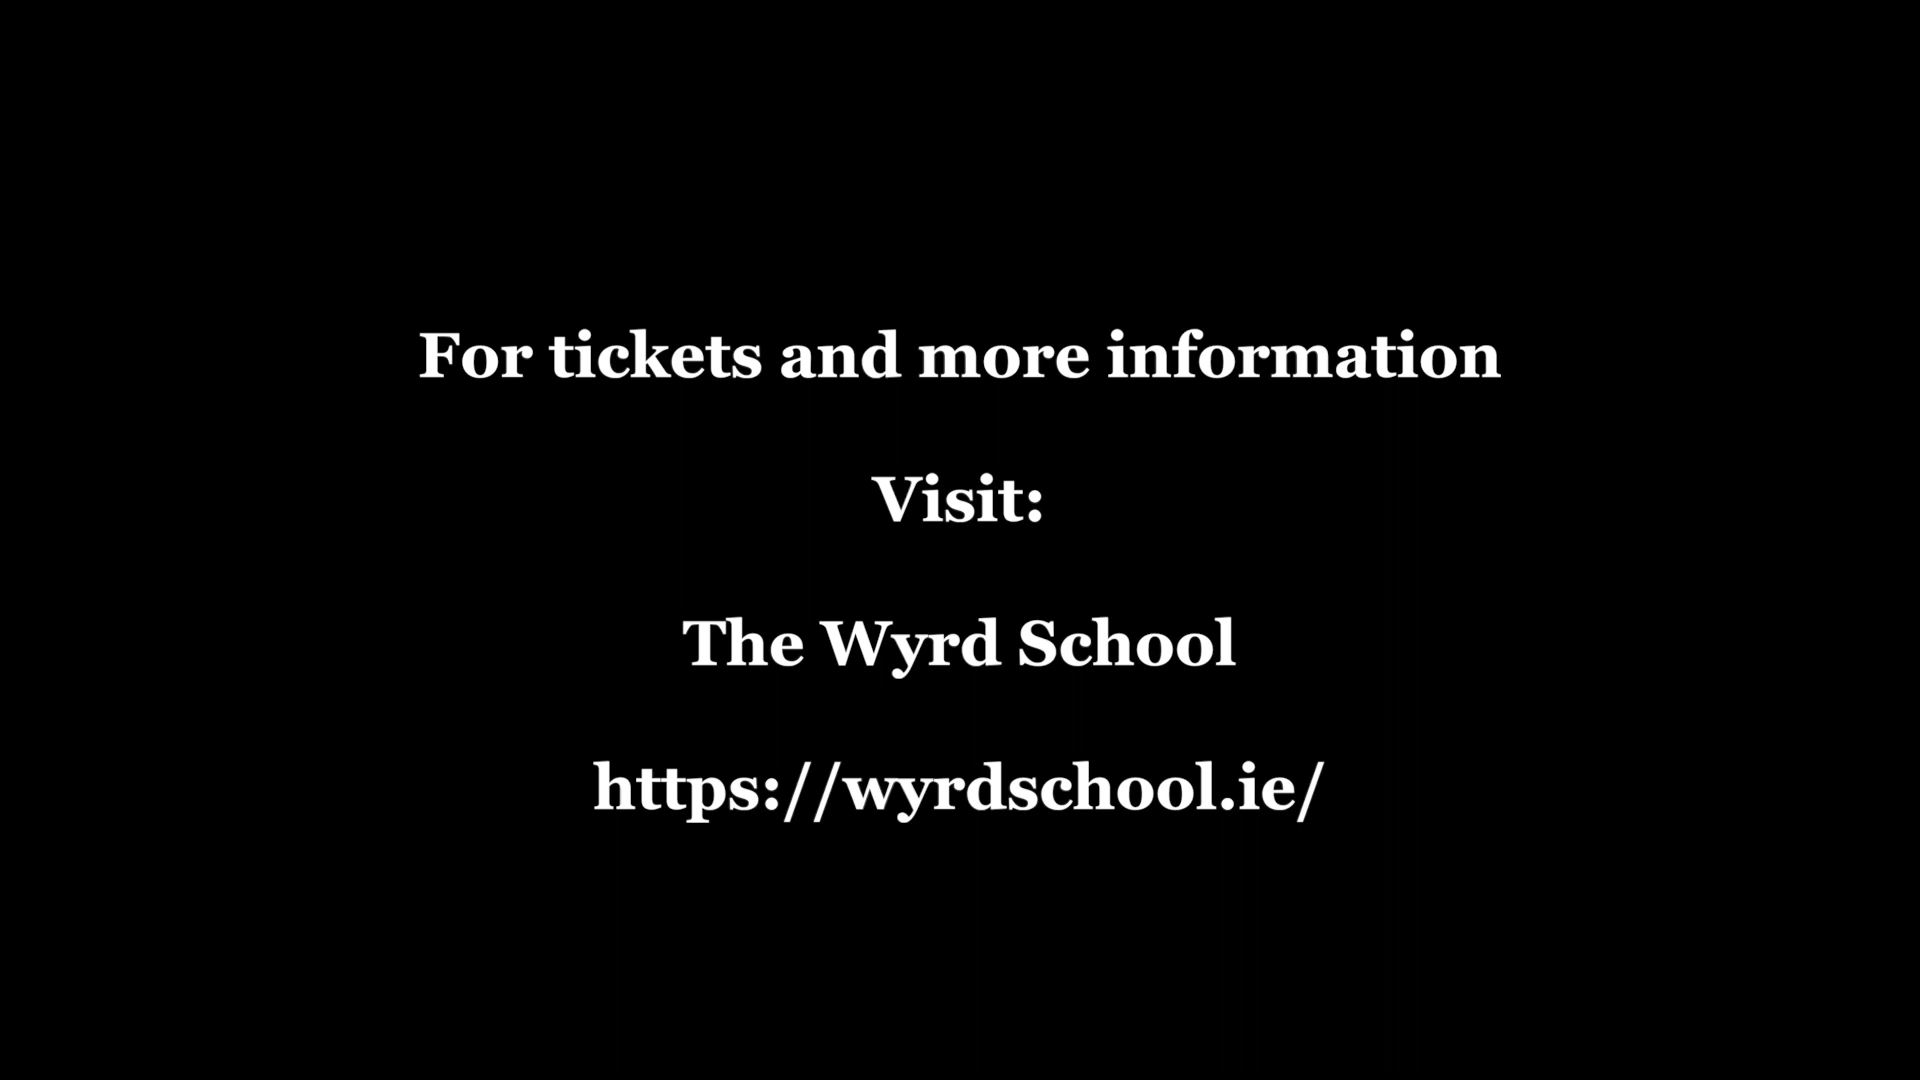 For tickets and more information
Visit:
The Wyrd School
https://wyrdschool.ie/